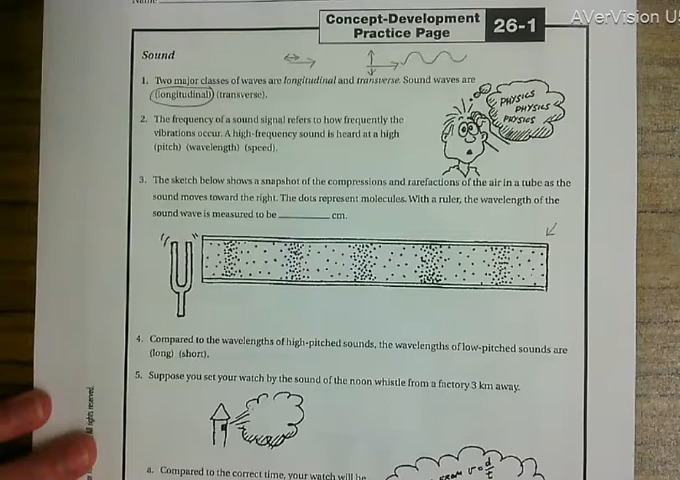 Name
Concept-Development
Practice Page
26-1
AVerVision U
Sound
1. Two major classes of waves are longitudinal and transverse. Sound waves are
(longitudinal) (transverse).
PHYSICS
PHYSICS
PHYSICS
2. The frequency of a sound signal refers to how frequently the
vibrations occur. A high-frequency sound is heard at a high
(pitch) (wavelength) (speed).
3. The sketch below shows a snapshot of the compressions and rarefactions of the air in a tube as the
sound moves toward the right. The dots represent molecules. With a ruler, the wavelength of the
sound wave is measured to be ________ cm.
4. Compared to the wavelengths of high-pitched sounds, the wavelengths of low-pitched sounds are
(long) (short).
5. Suppose you set your watch by the sound of the noon whistle from a factory 3 km away.
a. Compared to the correct time, your watch will be
FROM v = d/t
All rights reserved.